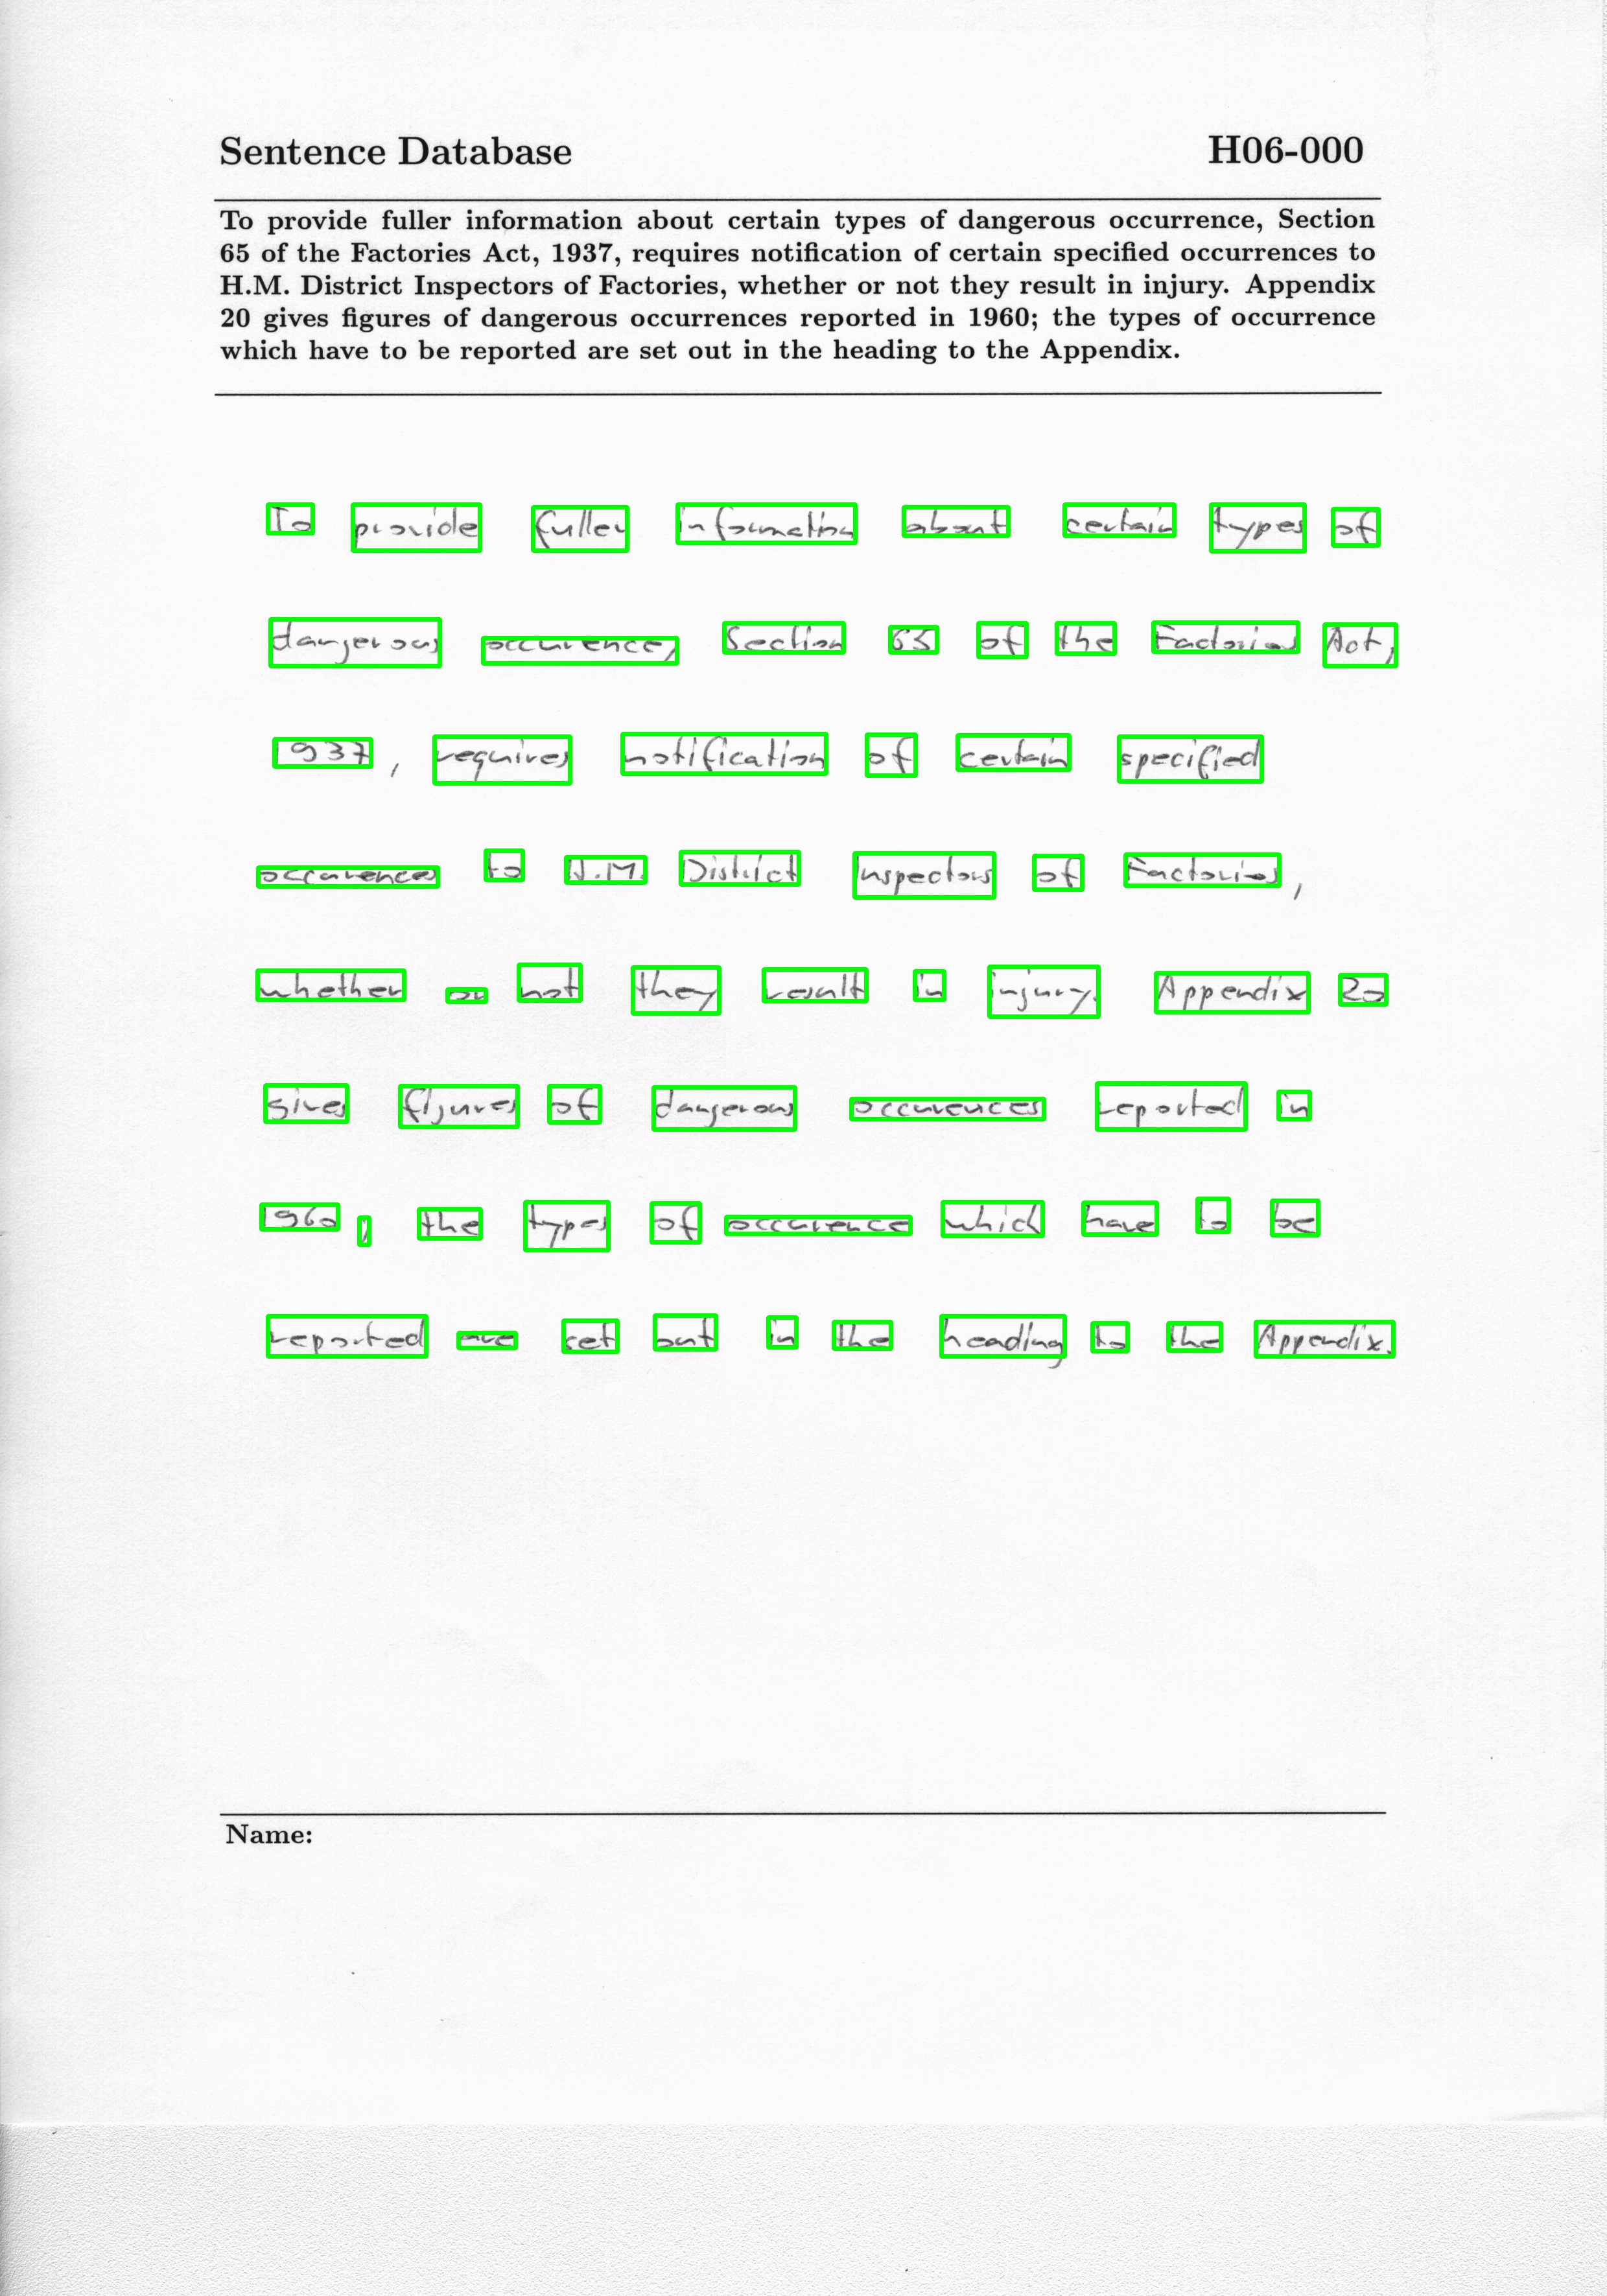 Sentence Database H06-000
To provide fuller information about certain types of dangerous occurrence, Section
65 of the Factories Act, 1937, requires notification of certain specified occurrences to
H.M. District Inspectors of Factories, whether or not they result in injury. Appendix
20 gives figures of dangerous occurrences reported in 1960; the types of occurrence
which have to be reported are set out in the heading to the Appendix.
To provide fuller information about certain types of
dangerous occurence, Section 65 of the Factories Act,
1937, requires notification of certain specified
occurences to H.M. District Inspectors of Factories,
whether or not they result in injury. Appendix 20
gives figures of dangerous occurences reported in
1960, the types of occurence which have to be
reported are set out in the heading to the Appendix.
Name: